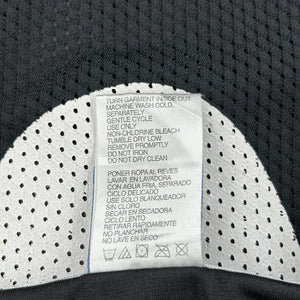 TURN GARMENT INSIDE OUT
MACHINE WASH COLD,
SEPARATELY
GENTLE CYCLE
USE ONLY
NON-CHLORINE BLEACH
TUMBLE DRY LOW
REMOVE PROMPTLY
DO NOT IRON
DO NOT DRY CLEAN
PONER ROPA AL REVES
LAVAR EN LAVADORA
CON AGUA FRIA, SEPARADO
CICLO DELICADO
USE SOLO BLANQUEADOR
SIN CLORO
SECAR EN SECADORA
CICLO LENTO
RETIRAR RAPIDO
NO PLANCHAR
NO LAVE EN SECO